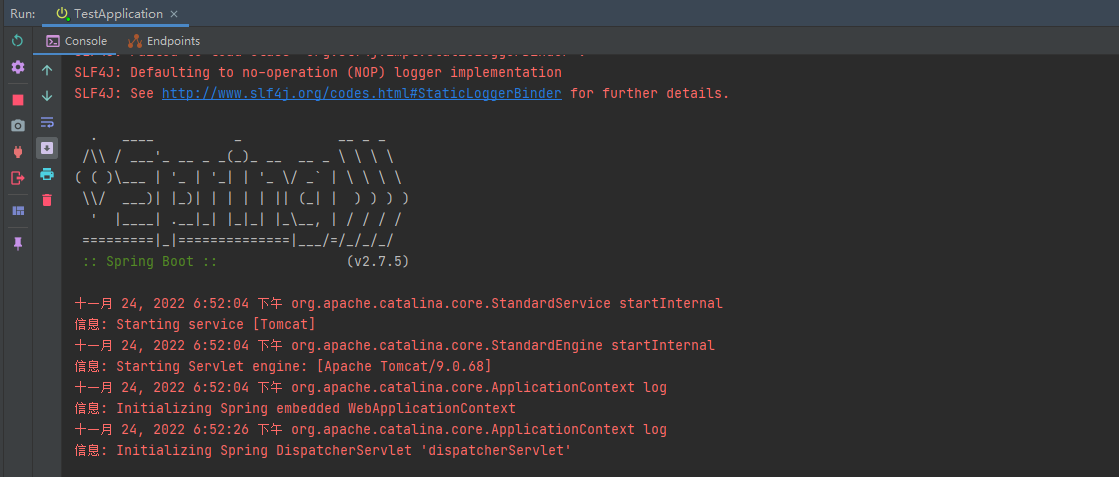 Run: TestApplication ×
Console Endpoints
SLF4J: Defaulting to no-operation (NOP) logger implementation
SLF4J: See http://www.slf4j.org/codes.html#StaticLoggerBinder for further details.
  .   ____          _            __ _ _
 /\\ / ___'_ __ _ _(_)_ __  __ _ \ \ \ \
( ( )\___ | '_ | '_| | '_ \/ _` | \ \ \ \
 \\/  ___)| |_)| | | | | || (_| |  ) ) ) )
  '  |____| .__|_| |_|_| |_\__, | / / / /
 =========|_|==============|___/=/_/_/_/
 :: Spring Boot ::                (v2.7.5)
十一月 24, 2022 6:52:04 下午 org.apache.catalina.core.StandardService startInternal
信息: Starting service [Tomcat]
十一月 24, 2022 6:52:04 下午 org.apache.catalina.core.StandardEngine startInternal
信息: Starting Servlet engine: [Apache Tomcat/9.0.68]
十一月 24, 2022 6:52:04 下午 org.apache.catalina.core.ApplicationContext log
信息: Initializing Spring embedded WebApplicationContext
十一月 24, 2022 6:52:26 下午 org.apache.catalina.core.ApplicationContext log
信息: Initializing Spring DispatcherServlet 'dispatcherServlet'